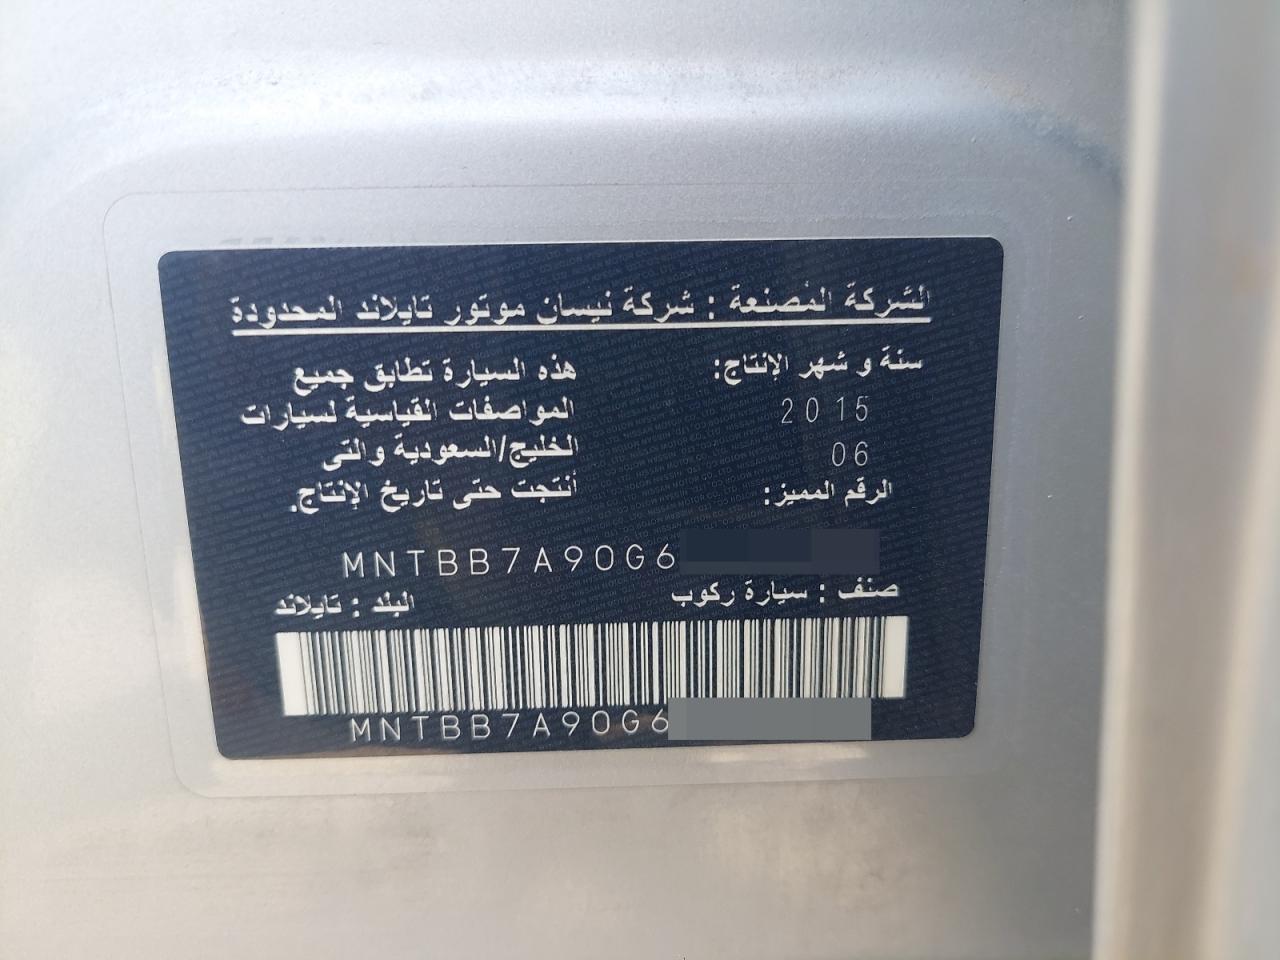 الشركة المصنعة : شركة نيسان موتور تايلاند المحدودة
سنة و شهر الإنتاج:
2015
06
هذه السيارة تطابق جميع
المواصفات القياسية لسيارات
الخليج/السعودية والتى
أنتجت حتى تاريخ الإنتاج.
الرقم المميز:
MNTBB7A90G6
صنف : سيارة ركوب
البلد : تايلاند
MNTBB7A90G6